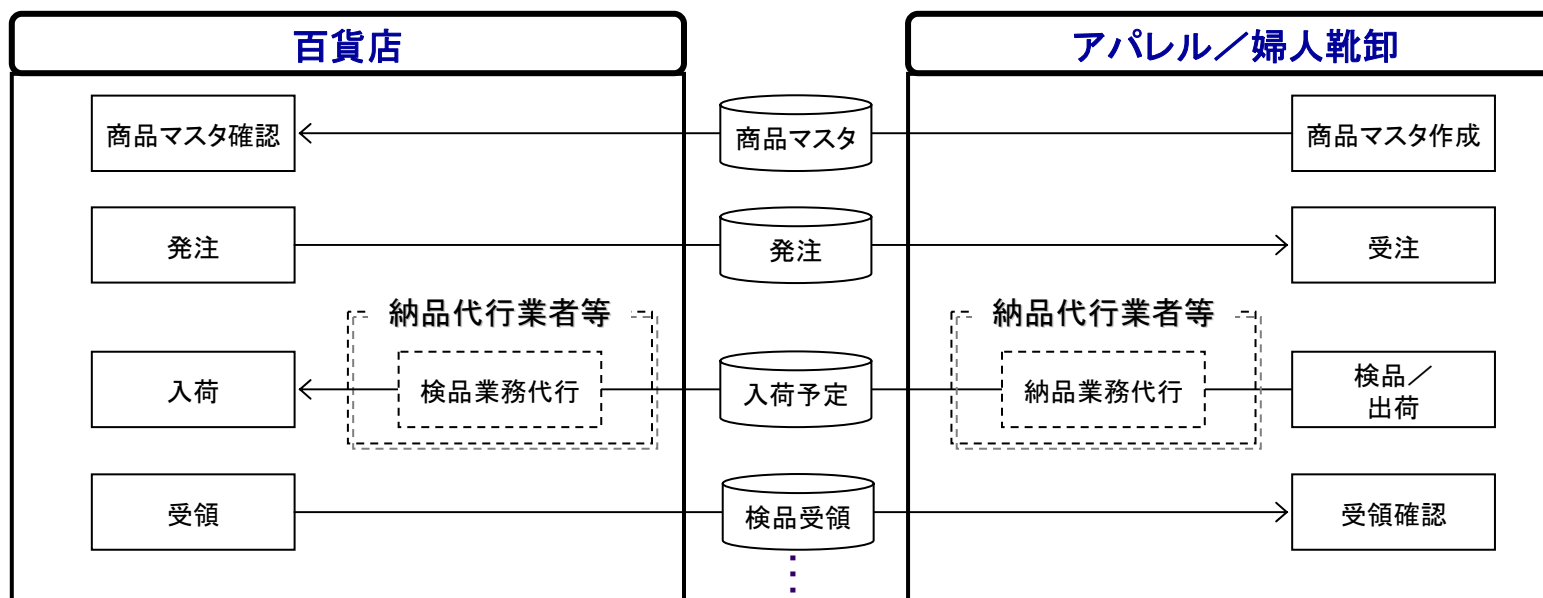 百貨店
アパレル／婦人靴卸
商品マスタ確認
商品マスタ
商品マスタ作成
発注
発注
受注
納品代行業者等
納品代行業者等
入荷
検品業務代行
入荷予定
納品業務代行
検品／
出荷
受領
検品受領
受領確認